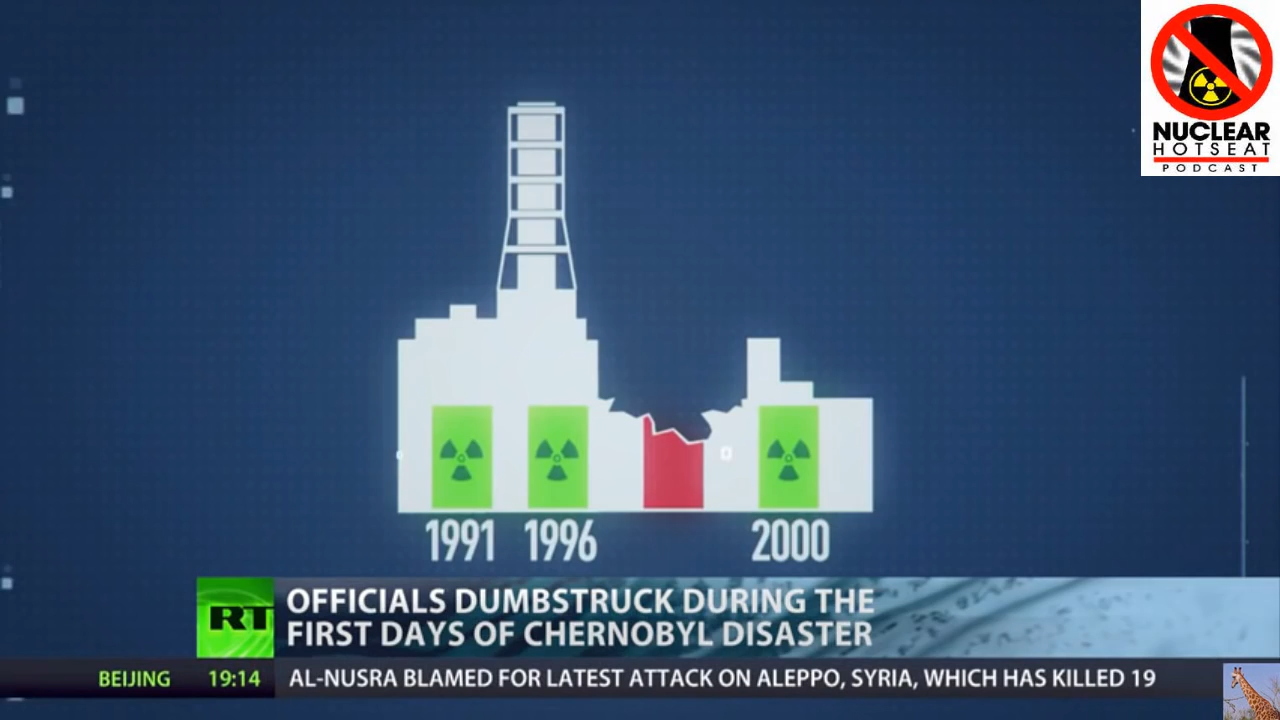 NUCLEAR
HOTSEAT
PODCAST
1991 1996 2000
RT
OFFICIALS DUMBSTRUCK DURING THE
FIRST DAYS OF CHERNOBYL DISASTER
BEIJING 19:14 AL-NUSRA BLAMED FOR LATEST ATTACK ON ALEPPO, SYRIA, WHICH HAS KILLED 19